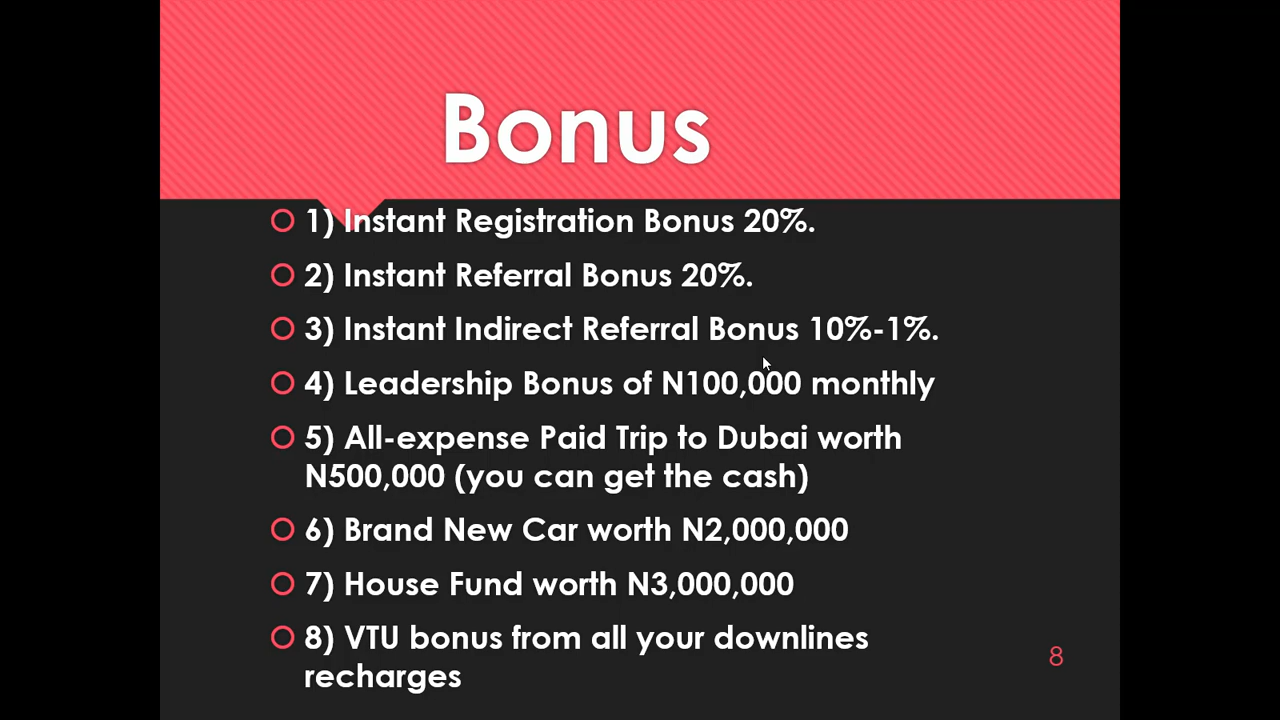 Bonus
1) Instant Registration Bonus 20%.
2) Instant Referral Bonus 20%.
3) Instant Indirect Referral Bonus 10%-1%.
4) Leadership Bonus of N100,000 monthly
5) All-expense Paid Trip to Dubai worth
N500,000 (you can get the cash)
6) Brand New Car worth N2,000,000
7) House Fund worth N3,000,000
8) VTU bonus from all your downlines
recharges
8